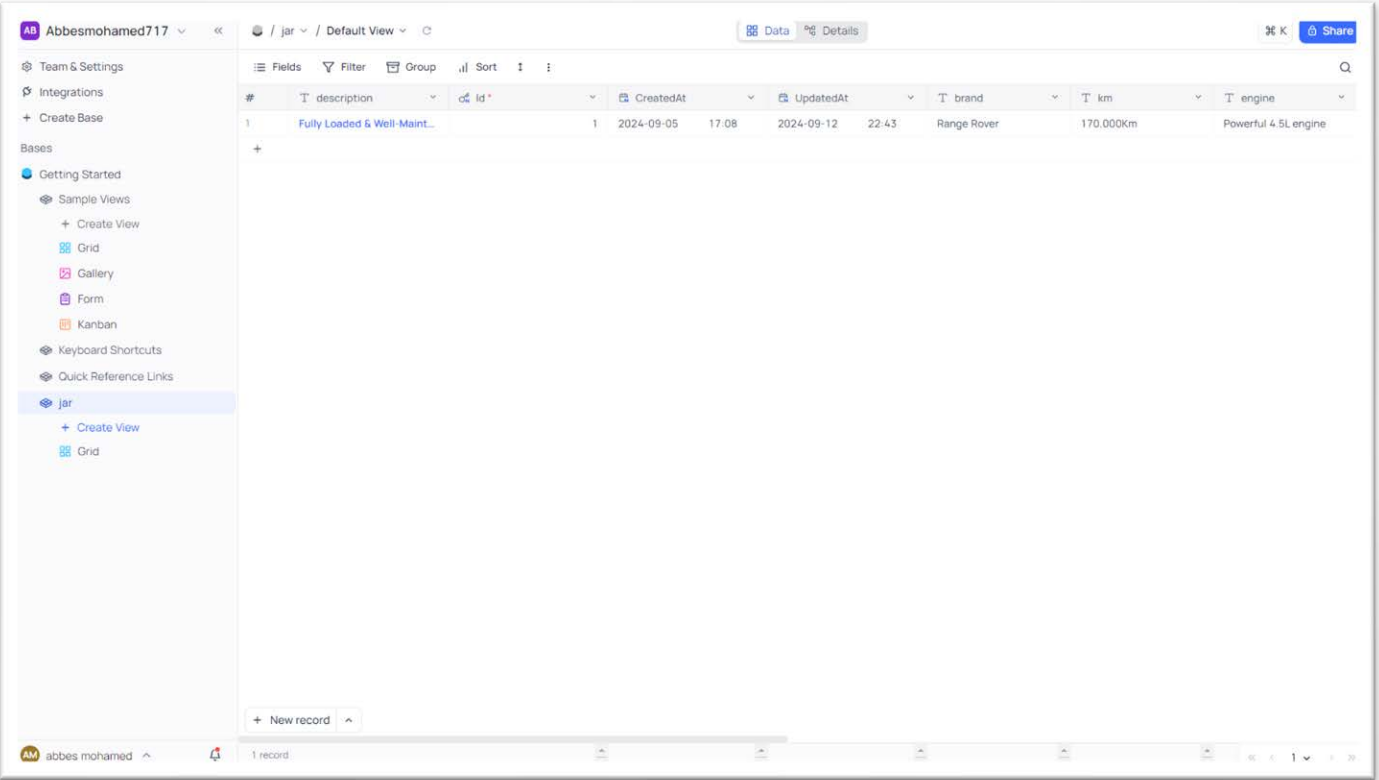 AB Abbesmohamed717
/ jar / Default View
Data Details
⌘ K
Share
Team & Settings
Integrations
+ Create Base
Bases
Getting Started
Sample Views
+ Create View
Grid
Gallery
Form
Kanban
Keyboard Shortcuts
Quick Reference Links
jar
+ Create View
Grid
AM abbes mohamed
Fields Filter Group Sort
# description Id * CreatedAt UpdatedAt brand km engine
1 Fully Loaded & Well-Maint... 1 2024-09-05 17:08 2024-09-12 22:43 Range Rover 170.000Km Powerful 4.5L engine
+
+ New record
1 record
1